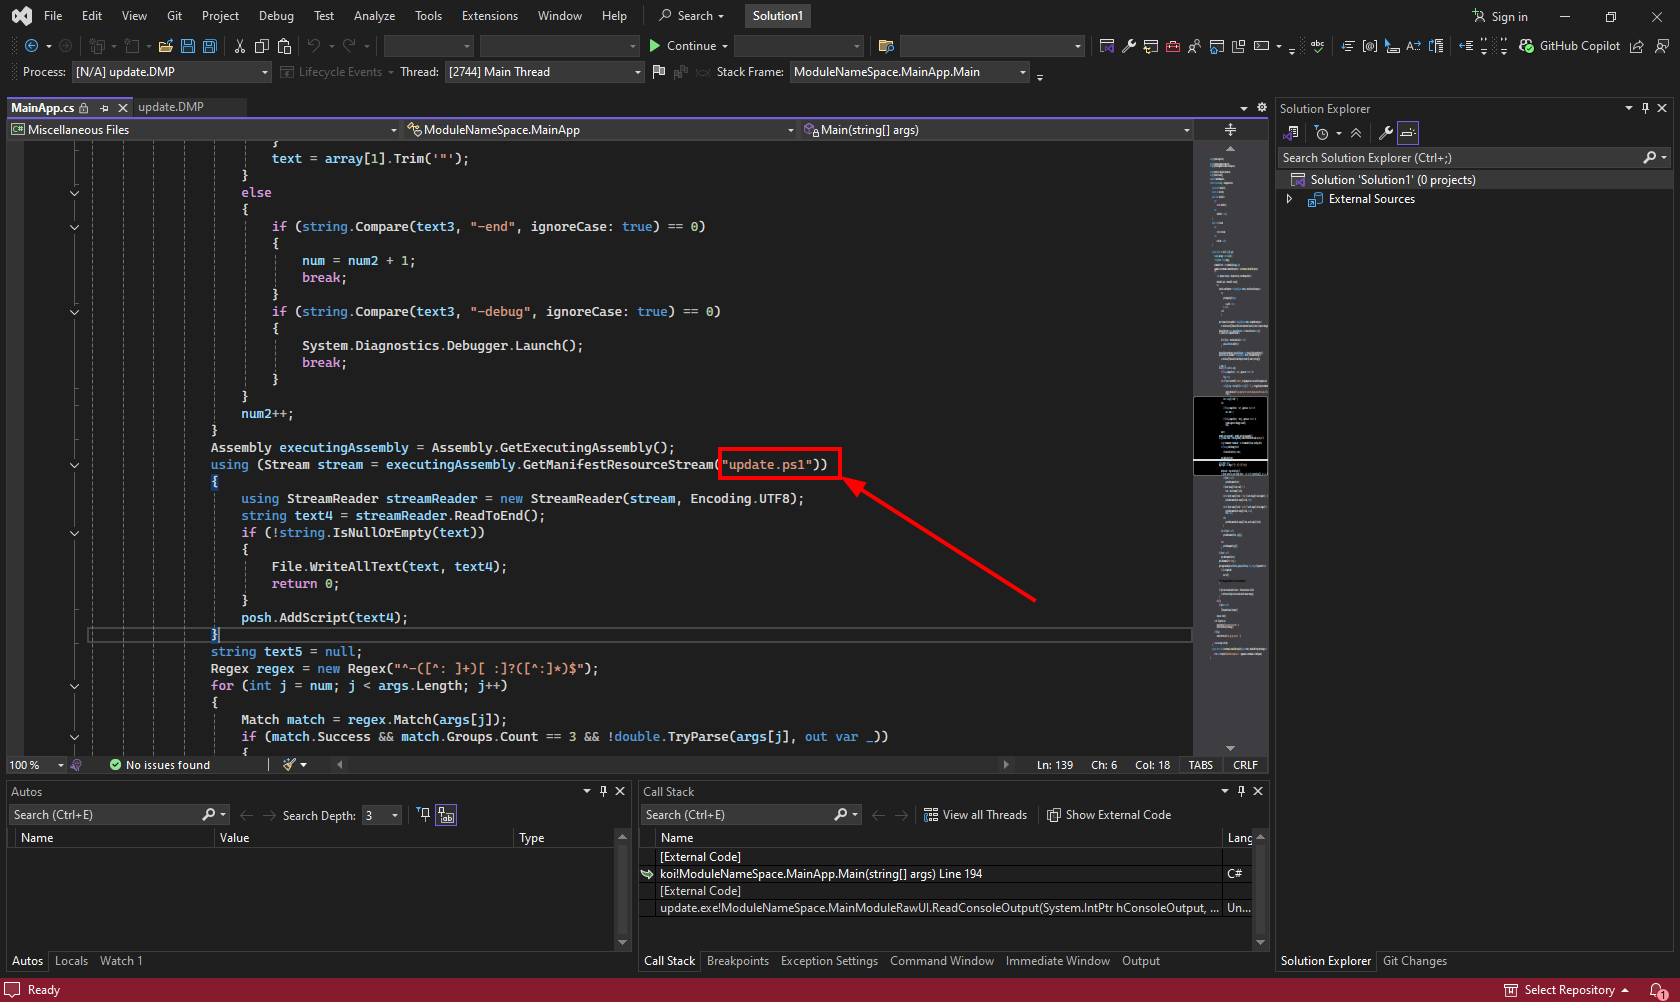 File Edit View Git Project Debug Test Analyze Tools Extensions Window Help Search Solution1 Sign in
Continue GitHub Copilot
Process: [N/A] update.DMP Lifecycle Events Thread: [2744] Main Thread Stack Frame: ModuleNameSpace.MainApp.Main
MainApp.cs update.DMP
C# Miscellaneous Files ModuleNameSpace.MainApp Main(string[] args)
}
text = array[1].Trim('"');
}
else
{
if (string.Compare(text3, "-end", ignoreCase: true) == 0)
{
num = num2 + 1;
break;
}
if (string.Compare(text3, "-debug", ignoreCase: true) == 0)
{
System.Diagnostics.Debugger.Launch();
break;
}
}
num2++;
}
Assembly executingAssembly = Assembly.GetExecutingAssembly();
using (Stream stream = executingAssembly.GetManifestResourceStream("update.ps1"))
{
using StreamReader streamReader = new StreamReader(stream, Encoding.UTF8);
string text4 = streamReader.ReadToEnd();
if (!string.IsNullOrEmpty(text))
{
File.WriteAllText(text, text4);
return 0;
}
posh.AddScript(text4);
}
string text5 = null;
Regex regex = new Regex("^-([^: ]+)[ :]?([^:]*)$");
for (int j = num; j < args.Length; j++)
{
Match match = regex.Match(args[j]);
if (match.Success && match.Groups.Count == 3 && !double.TryParse(args[j], out var _))
{
100 % No issues found Ln: 139 Ch: 6 Col: 18 TABS CRLF
Solution Explorer
Search Solution Explorer (Ctrl+;)
Solution 'Solution1' (0 projects)
External Sources
Autos
Search (Ctrl+E) Search Depth: 3
Name Value Type
Autos Locals Watch 1
Call Stack
Search (Ctrl+E) View all Threads Show External Code
Name Lang
[External Code]
koi!ModuleNameSpace.MainApp.Main(string[] args) Line 194 C#
[External Code]
update.exe!ModuleNameSpace.MainModuleRawUI.ReadConsoleOutput(System.IntPtr hConsoleOutput, ... Un...
Call Stack Breakpoints Exception Settings Command Window Immediate Window Output
Solution Explorer Git Changes
Ready Select Repository 1